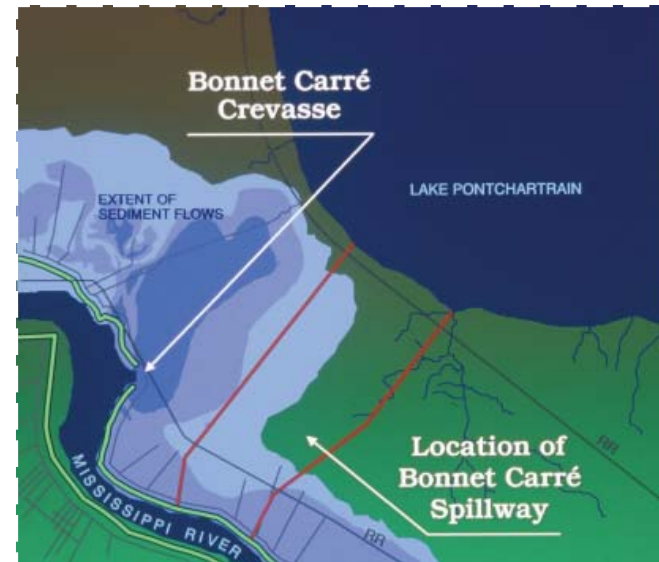 Bonnet Carré
Crevasse
LAKE PONTCHARTRAIN
EXTENT OF
SEDIMENT FLOWS
RR
Location of
Bonnet Carré
Spillway
MISSISSIPPI RIVER
RR